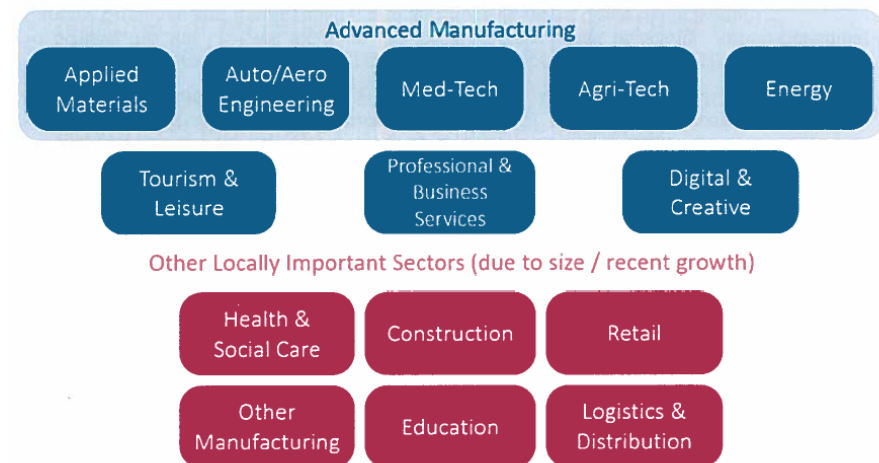 Advanced Manufacturing
Applied
Materials
Auto/Aero
Engineering
Med-Tech
Agri-Tech
Energy
Tourism &
Leisure
Professional &
Business
Services
Digital &
Creative
Other Locally Important Sectors (due to size / recent growth)
Health &
Social Care
Construction
Retail
Other
Manufacturing
Education
Logistics &
Distribution